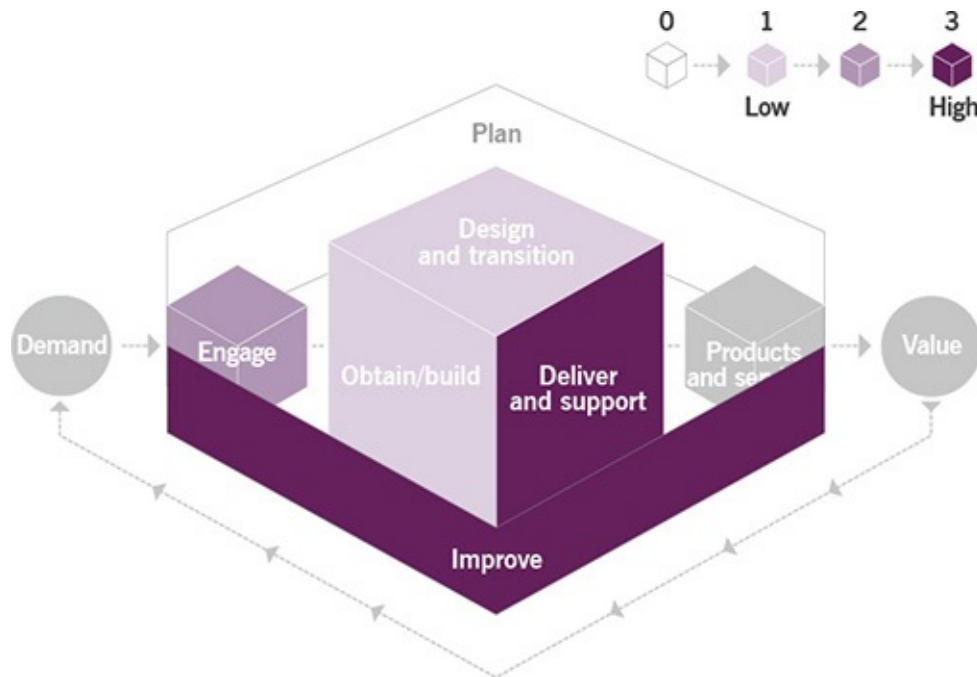 0 1 2 3
Low High
Plan
Design
and transition
Demand
Engage
Obtain/build
Deliver
and support
Products
and
Value
Improve